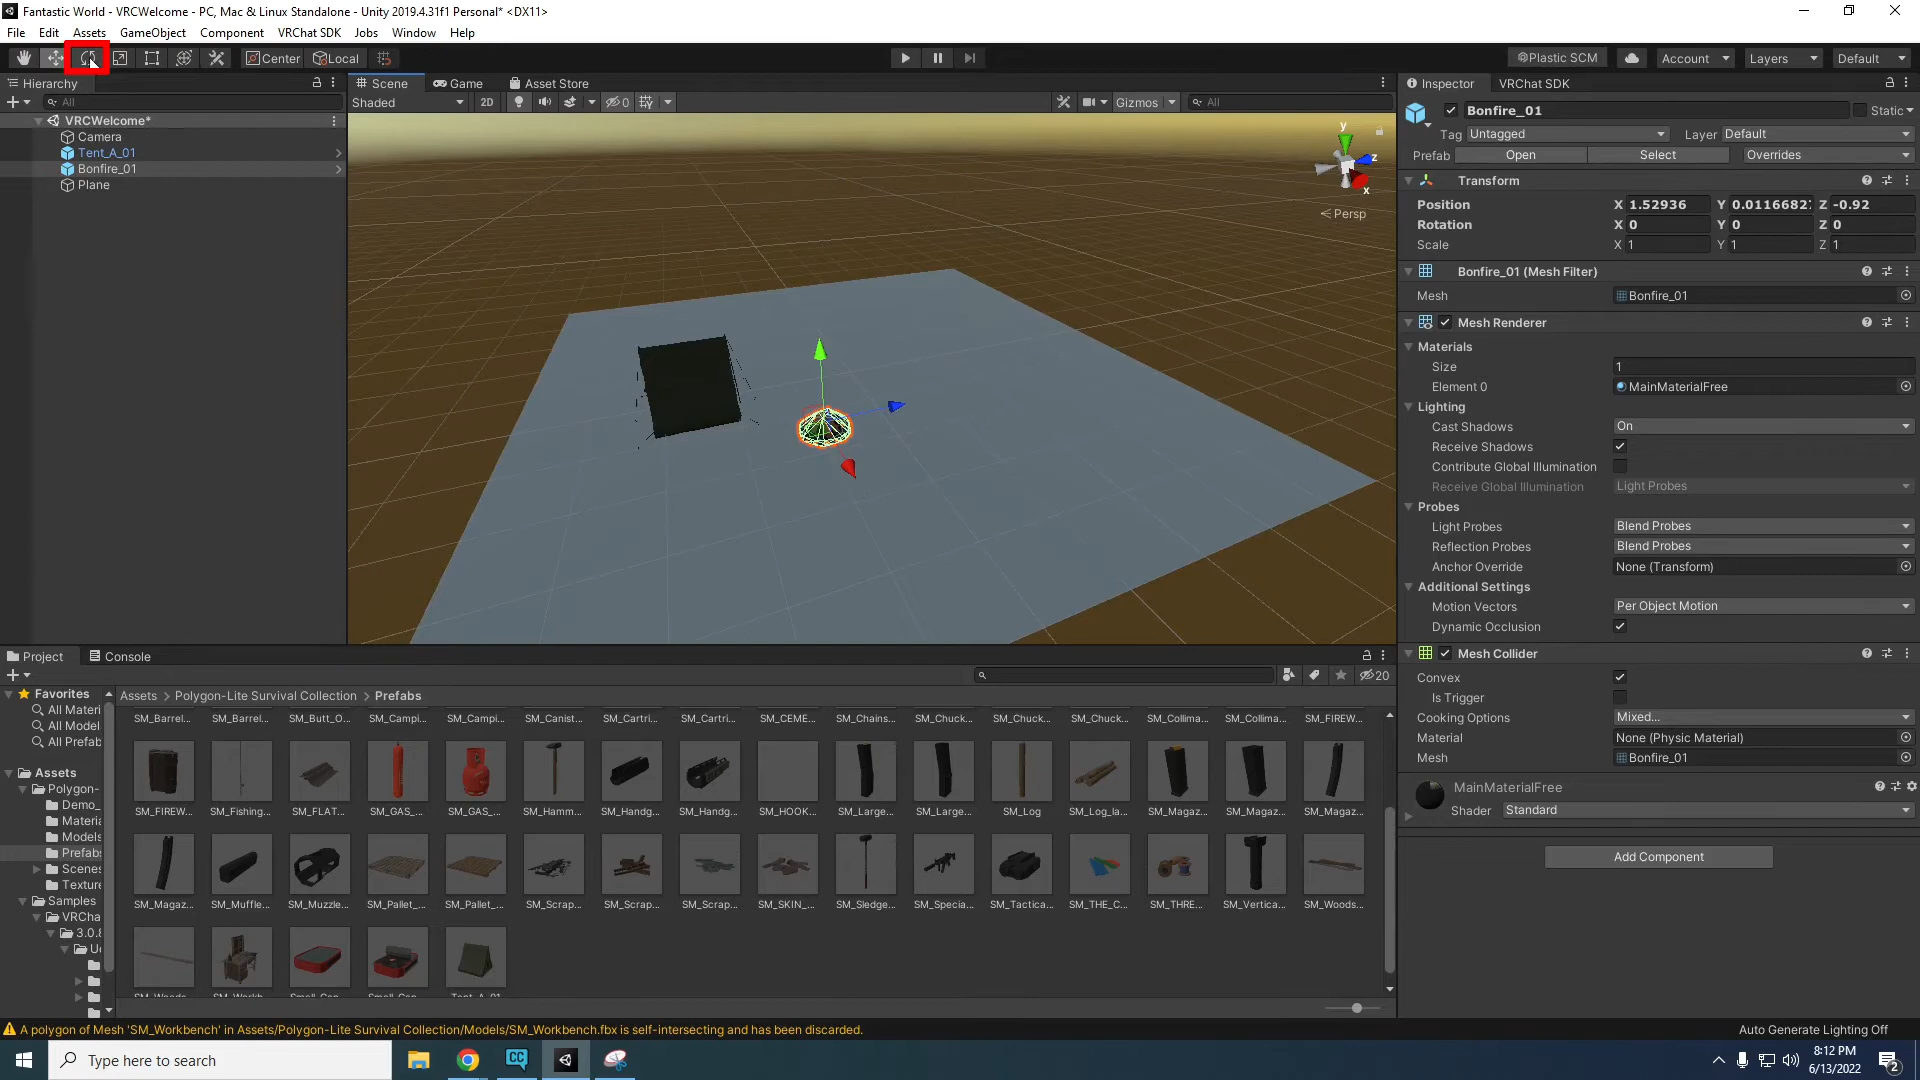 Fantastic World - VRCWelcome - PC, Mac & Linux Standalone - Unity 2019.4.31f1 Personal* <DX11>
File Edit Assets GameObject Component VRChat SDK Jobs Window Help
Center Local Plastic SCM Account Layers Default
Hierarchy Scene Game Asset Store Inspector VRChat SDK
All Shaded 2D 0 Gizmos All
Bonfire_01 Static
VRCWelcome*
Camera
Tent_A_01
Bonfire_01
Plane
y
z
x
Persp
Tag Untagged Layer Default
Prefab Open Select Overrides
Transform
Position X 1.52936 Y 0.0116682 Z -0.92
Rotation X 0 Y 0 Z 0
Scale X 1 Y 1 Z 1
Bonfire_01 (Mesh Filter)
Mesh Bonfire_01
Mesh Renderer
Materials
Size 1
Element 0 MainMaterialFree
Lighting
Cast Shadows On
Receive Shadows
Contribute Global Illumination
Receive Global Illumination Light Probes
Probes
Light Probes Blend Probes
Reflection Probes Blend Probes
Anchor Override None (Transform)
Additional Settings
Motion Vectors Per Object Motion
Dynamic Occlusion
Mesh Collider
Convex
Is Trigger
Cooking Options Mixed...
Material None (Physic Material)
Mesh Bonfire_01
MainMaterialFree
Shader Standard
Add Component
Project Console
20
Favorites
All Materi
All Model
All Prefab
Assets
Polygon-
Demo_
Materia
Models
Prefabs
Scenes
Texture
Samples
VRCha
3.0.8
Assets > Polygon-Lite Survival Collection > Prefabs
SM_Barrel... SM_Barrel... SM_Butt_O... SM_Campi... SM_Campi... SM_Canist... SM_Cartri... SM_Cartri... SM_CEME... SM_Chains... SM_Chuck... SM_Chuck... SM_Chuck... SM_Collima... SM_Collima... SM_FIREW...
SM_FIREW... SM_Fishing... SM_FLAT... SM_GAS_... SM_GAS_... SM_Hamm... SM_Handg... SM_Handg... SM_HOOK... SM_Large... SM_Large... SM_Log SM_Log_la... SM_Magaz... SM_Magaz... SM_Magaz...
SM_Magaz... SM_Muffle... SM_Muzzle... SM_Pallet_... SM_Pallet_... SM_Scrap... SM_Scrap... SM_Scrap... SM_SKIN_... SM_Sledge... SM_Specia... SM_Tactica... SM_THE_C... SM_THRE... SM_Vertica... SM_Woods...
A polygon of Mesh 'SM_Workbench' in Assets/Polygon-Lite Survival Collection/Models/SM_Workbench.fbx is self-intersecting and has been discarded.
Auto Generate Lighting Off
Type here to search
CC
8:12 PM
6/13/2022
2